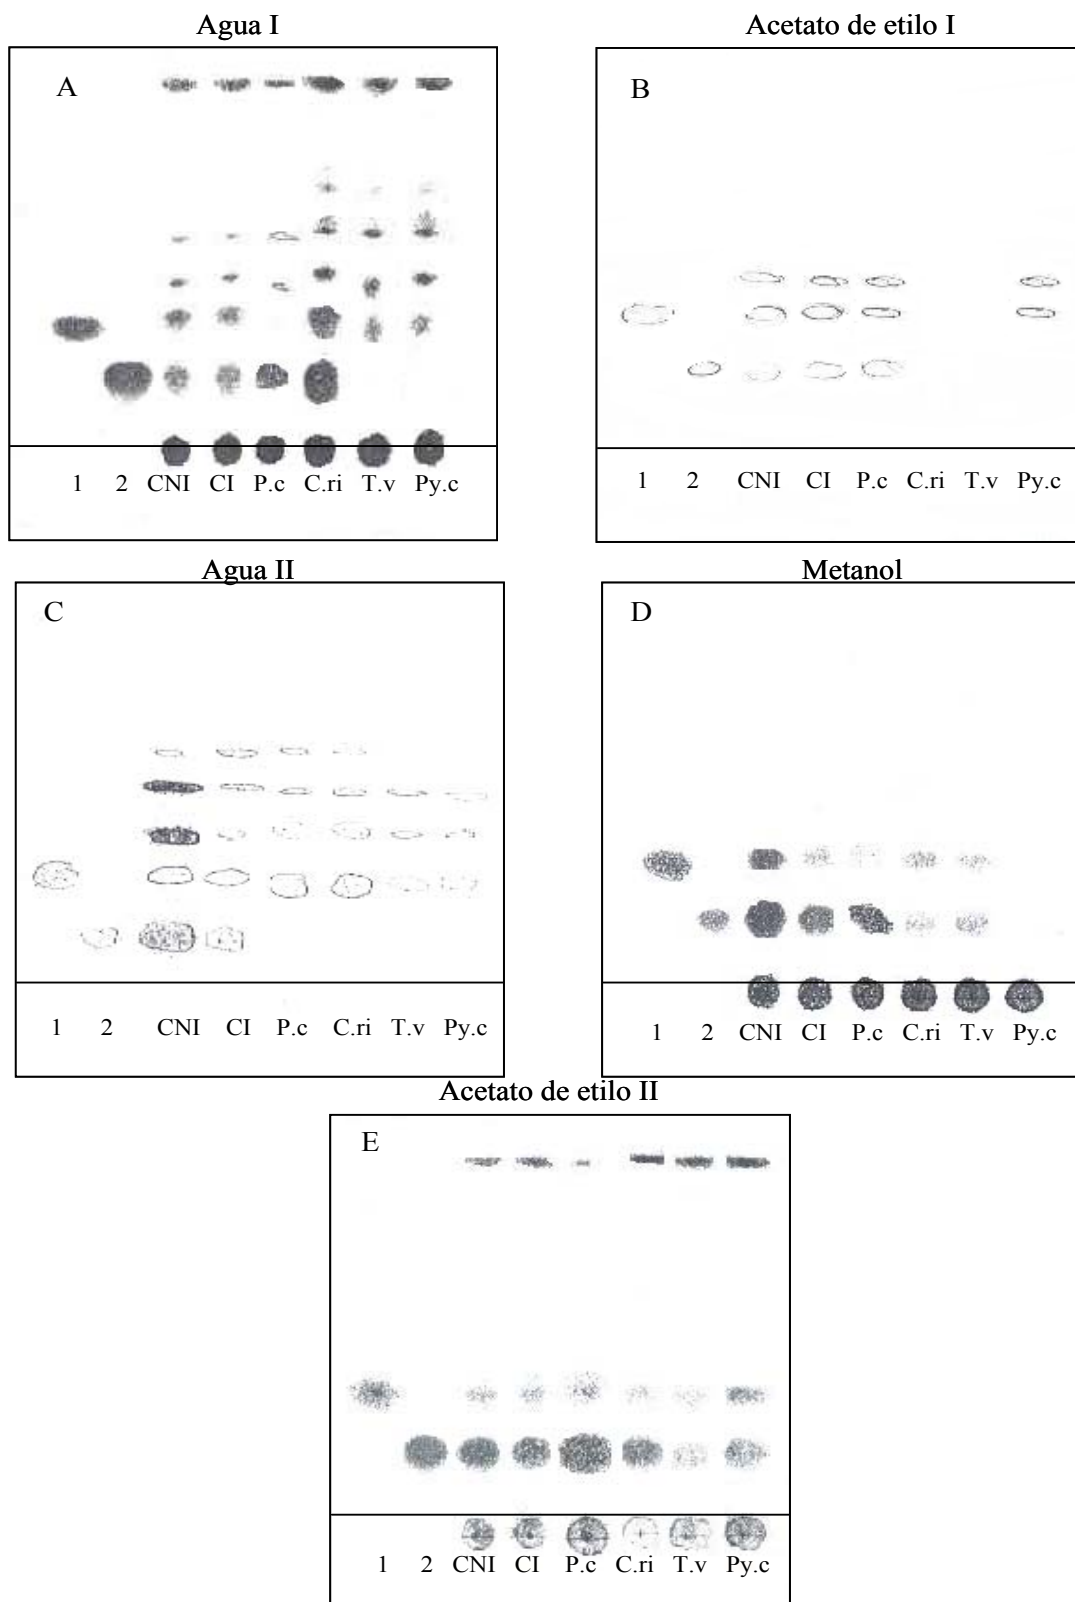 Agua I
Acetato de etilo I
A
B
1 2 CNI CI P.c C.ri T.v Py.c
1 2 CNI CI P.c C.ri T.v Py.c
Agua II
Metanol
C
D
1 2 CNI CI P.c C.ri T.v Py.c
1 2 CNI CI P.c C.ri T.v Py.c
Acetato de etilo II
E
1 2 CNI CI P.c C.ri T.v Py.c